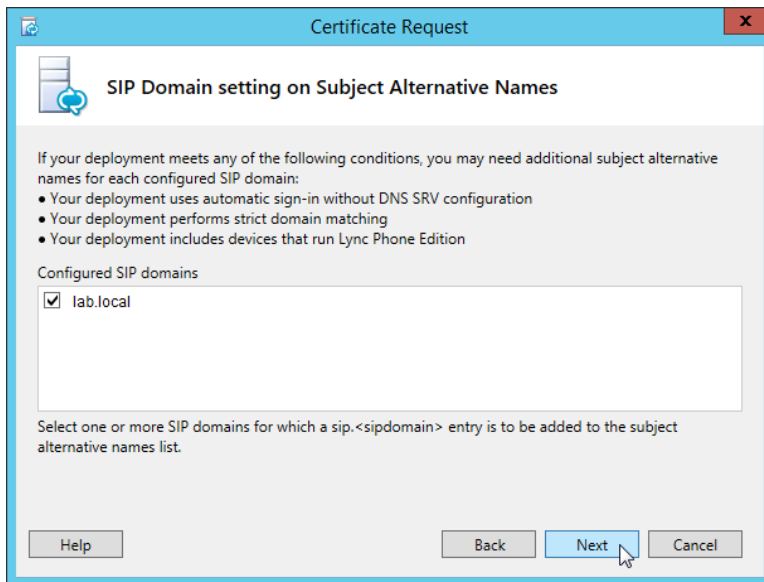 Certificate Request
x
SIP Domain setting on Subject Alternative Names
If your deployment meets any of the following conditions, you may need additional subject alternative
names for each configured SIP domain:
● Your deployment uses automatic sign-in without DNS SRV configuration
● Your deployment performs strict domain matching
● Your deployment includes devices that run Lync Phone Edition
Configured SIP domains
lab.local
Select one or more SIP domains for which a sip.<sipdomain> entry is to be added to the subject
alternative names list.
Help Back Next Cancel